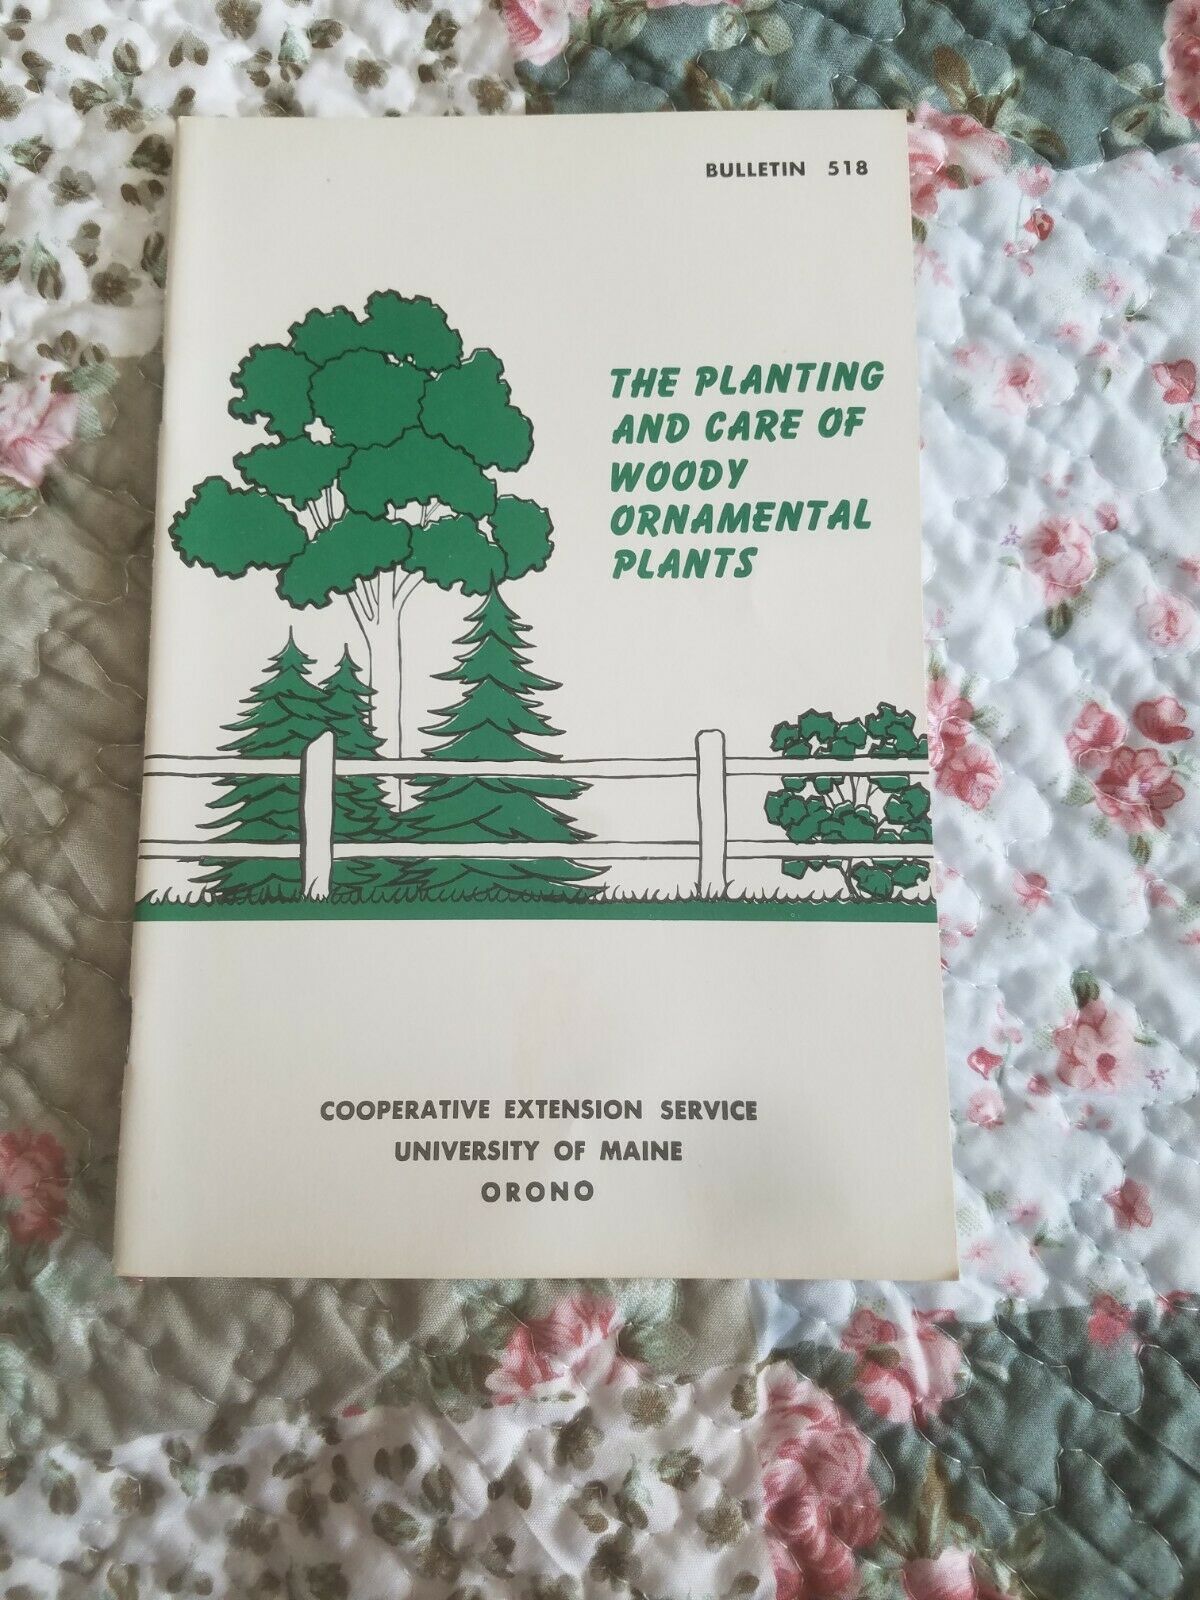 BULLETIN 518
THE PLANTING
AND CARE OF
WOODY
ORNAMENTAL
PLANTS
COOPERATIVE EXTENSION SERVICE
UNIVERSITY OF MAINE
ORONO